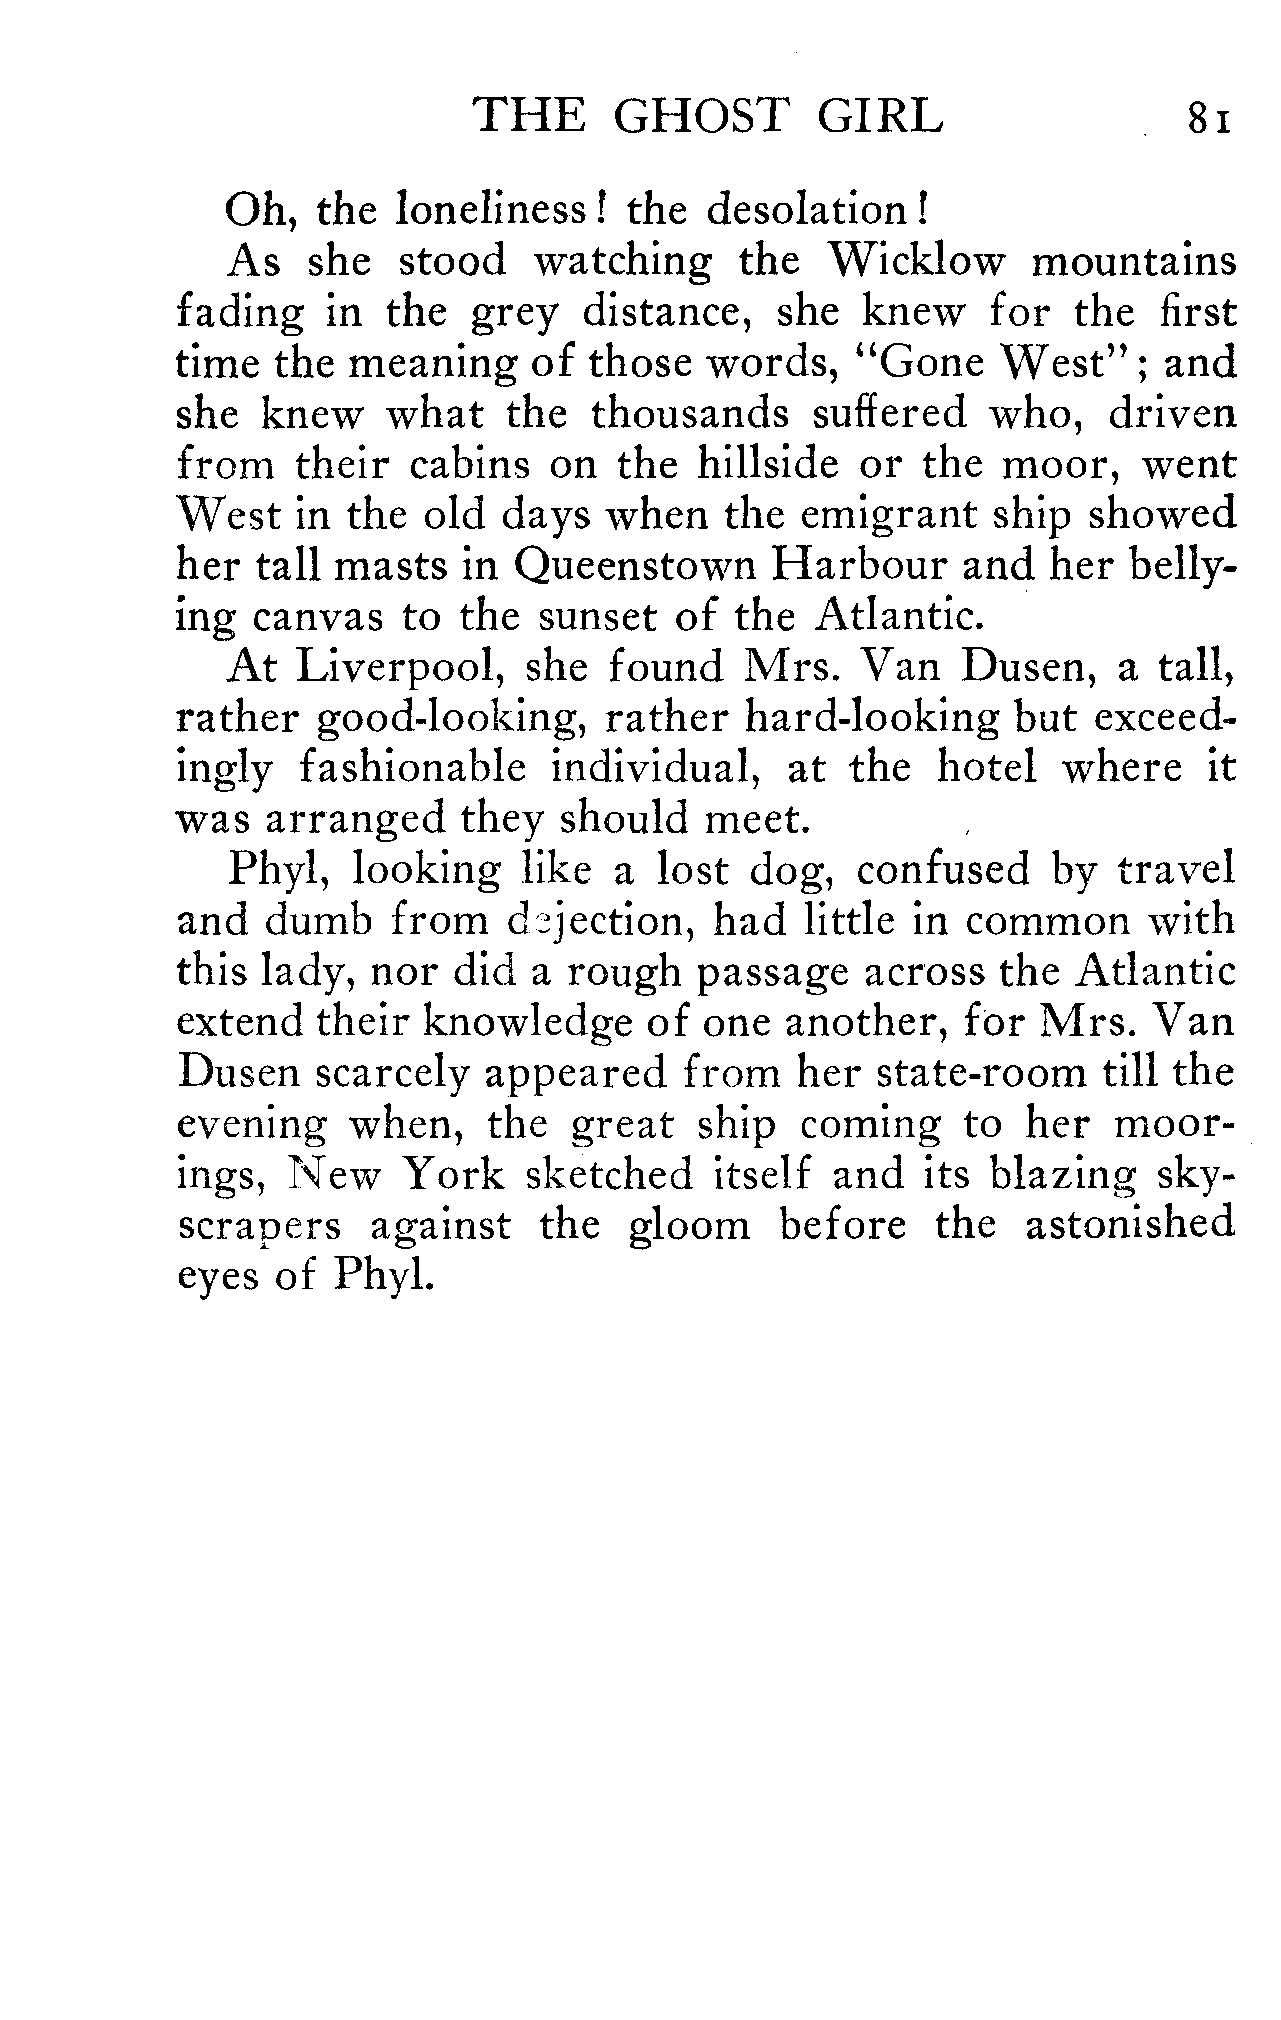 THE GHOST GIRL 81
Oh, the loneliness! the desolation!
As she stood watching the Wicklow mountains
fading in the grey distance, she knew for the first
time the meaning of those words, "Gone West"; and
she knew what the thousands suffered who, driven
from their cabins on the hillside or the moor, went
West in the old days when the emigrant ship showed
her tall masts in Queenstown Harbour and her belly-
ing canvas to the sunset of the Atlantic.
At Liverpool, she found Mrs. Van Dusen, a tall,
rather good-looking, rather hard-looking but exceed-
ingly fashionable individual, at the hotel where it
was arranged they should meet.
Phyl, looking like a lost dog, confused by travel
and dumb from dejection, had little in common with
this lady, nor did a rough passage across the Atlantic
extend their knowledge of one another, for Mrs. Van
Dusen scarcely appeared from her state-room till the
evening when, the great ship coming to her moor-
ings, New York sketched itself and its blazing sky-
scrapers against the gloom before the astonished
eyes of Phyl.